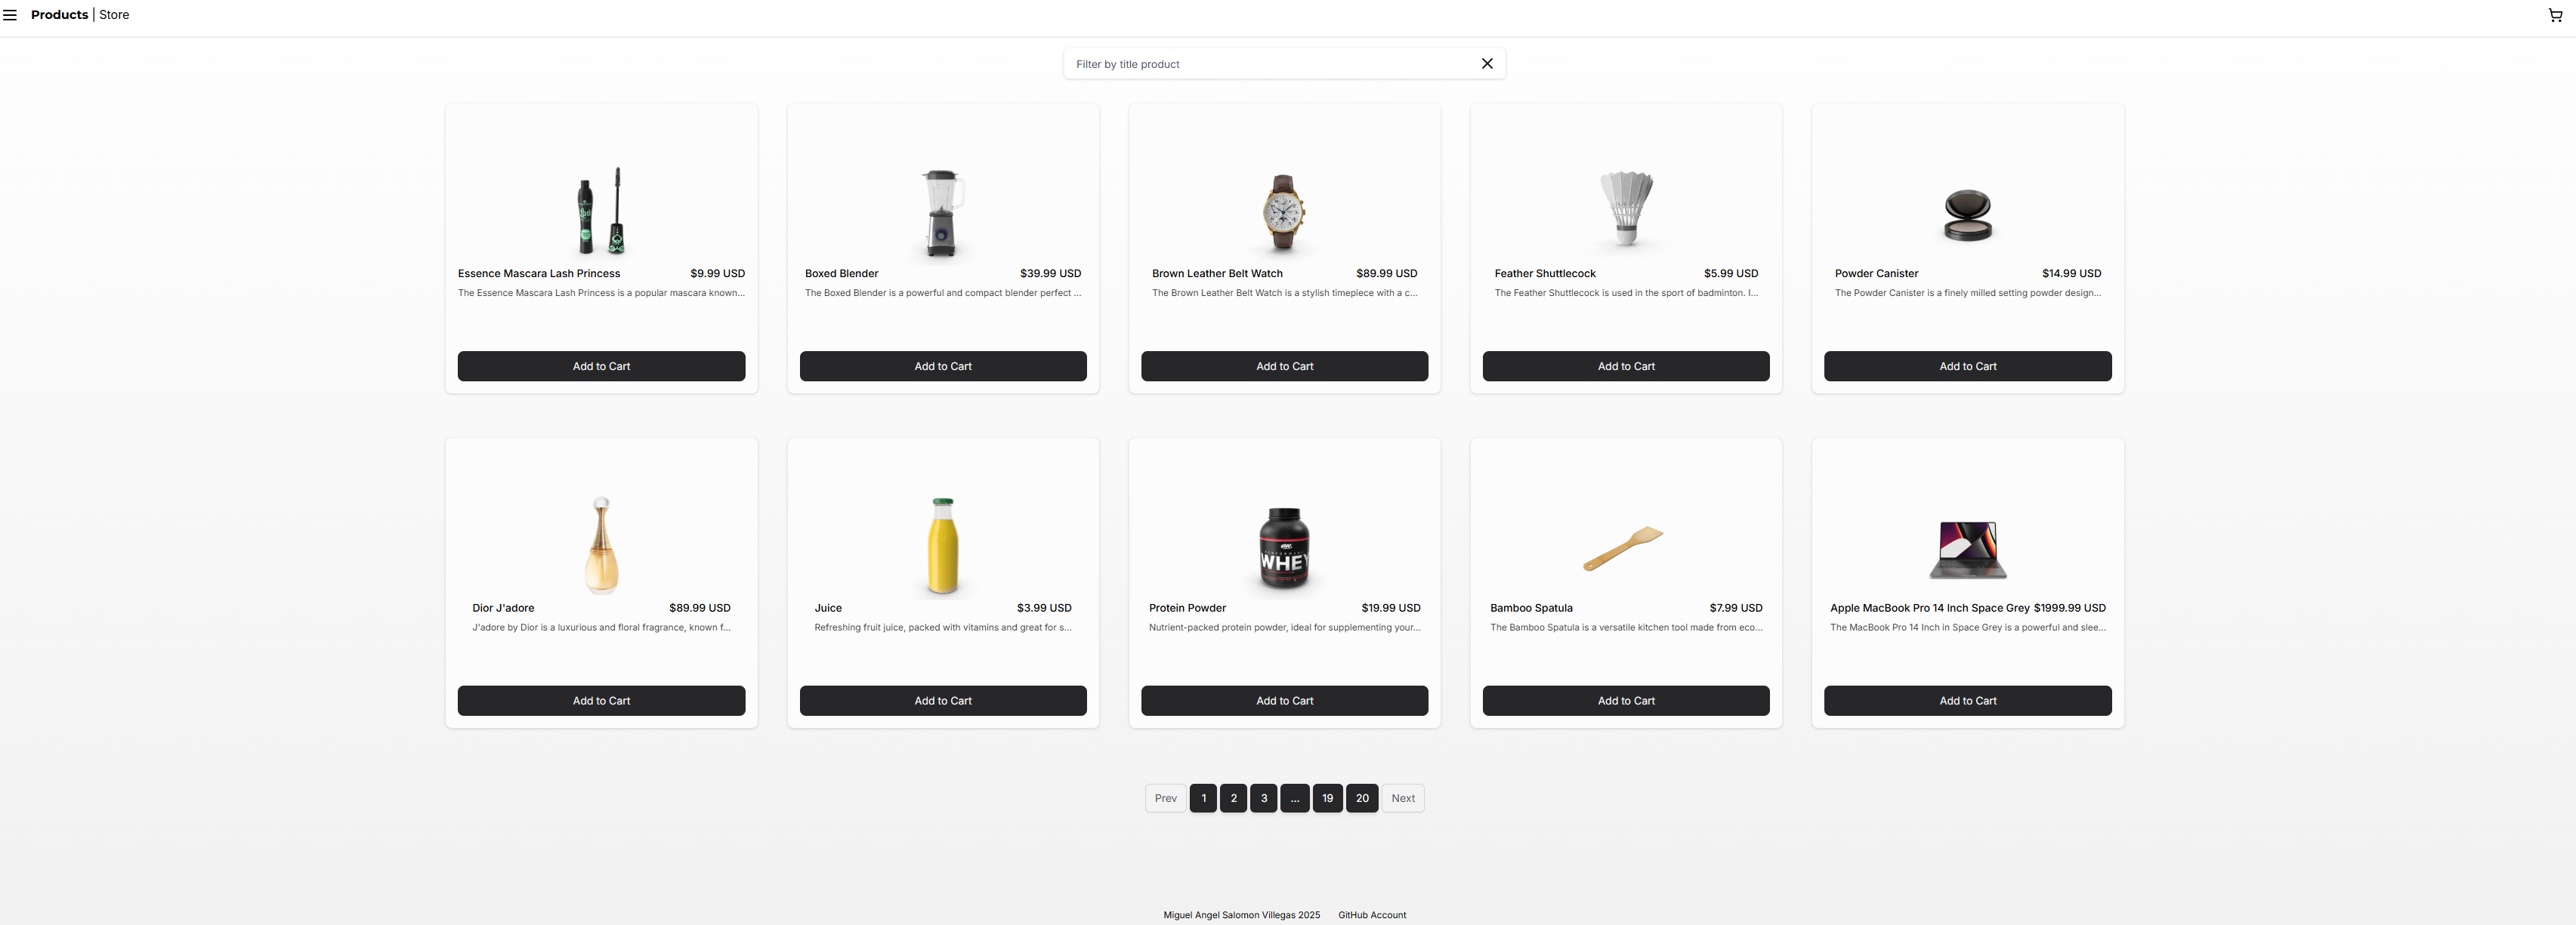 Products | Store
Filter by title product
Essence Mascara Lash Princess $9.99 USD
The Essence Mascara Lash Princess is a popular mascara known...
Add to Cart
Boxed Blender $39.99 USD
The Boxed Blender is a powerful and compact blender perfect ...
Add to Cart
Brown Leather Belt Watch $89.99 USD
The Brown Leather Belt Watch is a stylish timepiece with a c...
Add to Cart
Feather Shuttlecock $5.99 USD
The Feather Shuttlecock is used in the sport of badminton. I...
Add to Cart
Powder Canister $14.99 USD
The Powder Canister is a finely milled setting powder design...
Add to Cart
Dior J'adore $89.99 USD
J'adore by Dior is a luxurious and floral fragrance, known f...
Add to Cart
Juice $3.99 USD
Refreshing fruit juice, packed with vitamins and great for s...
Add to Cart
WHEY
Protein Powder $19.99 USD
Nutrient-packed protein powder, ideal for supplementing your...
Add to Cart
Bamboo Spatula $7.99 USD
The Bamboo Spatula is a versatile kitchen tool made from eco...
Add to Cart
Apple MacBook Pro 14 Inch Space Grey $1999.99 USD
The MacBook Pro 14 Inch in Space Grey is a powerful and slee...
Add to Cart
Prev 1 2 3 ... 19 20 Next
Miguel Angel Salomon Villegas 2025 GitHub Account